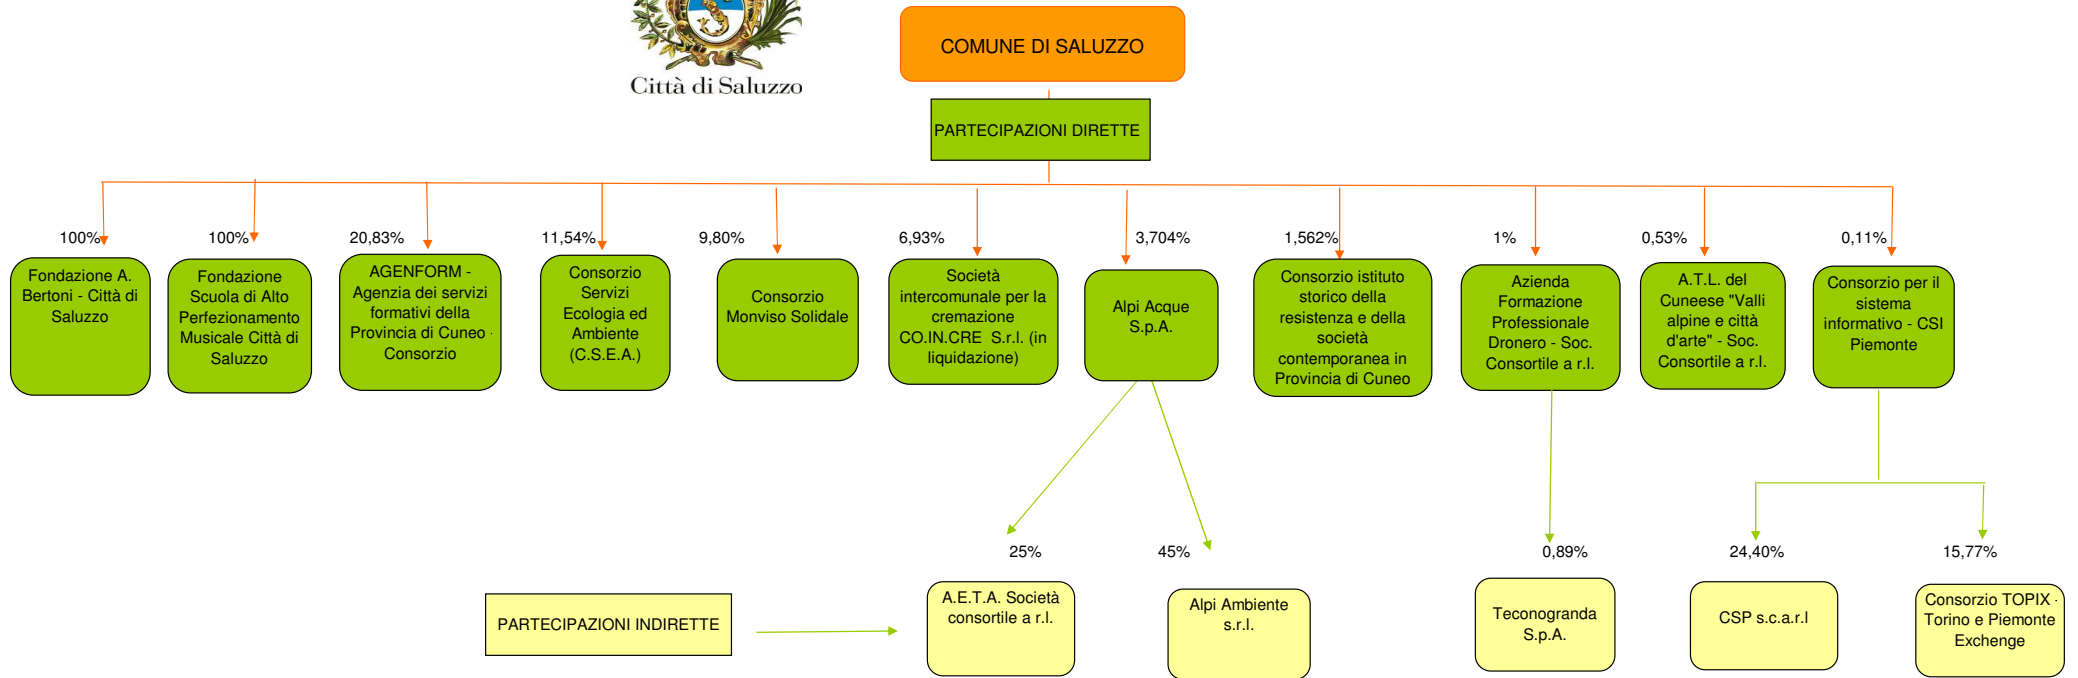 Città di Saluzzo
COMUNE DI SALUZZO
PARTECIPAZIONI DIRETTE
100%
100%
20,83%
11,54%
9,80%
6,93%
3,704%
1,562%
1%
0,53%
0,11%
Fondazione A.
Bertoni - Città di
Saluzzo
Fondazione
Scuola di Alto
Perfezionamento
Musicale Città di
Saluzzo
AGENFORM -
Agenzia dei servizi
formativi della
Provincia di Cuneo -
Consorzio
Consorzio
Servizi
Ecologia ed
Ambiente
(C.S.E.A.)
Consorzio
Monviso Solidale
Società
intercomunale per la
cremazione
CO.IN.CRE S.r.l. (in
liquidazione)
Alpi Acque
S.p.A.
Consorzio istituto
storico della
resistenza e della
società
contemporanea in
Provincia di Cuneo
Azienda
Formazione
Professionale
Dronero - Soc.
Consortile a r.l.
A.T.L. del
Cuneese "Valli
alpine e città
d'arte" - Soc.
Consortile a r.l.
Consorzio per il
sistema
informativo - CSI
Piemonte
25%
45%
0,89%
24,40%
15,77%
PARTECIPAZIONI INDIRETTE
A.E.T.A. Società
consortile a r.l.
Alpi Ambiente
s.r.l.
Teconogranda
S.p.A.
CSP s.c.a.r.l
Consorzio TOPIX -
Torino e Piemonte
Exchenge